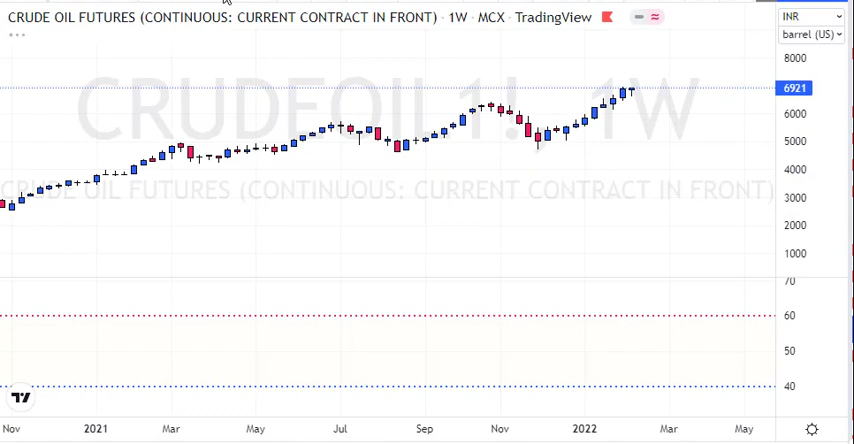 CRUDE OIL FUTURES (CONTINUOUS: CURRENT CONTRACT IN FRONT) · 1W · MCX · TradingView
INR
barrel (US)
8000
CRUDEOIL1!, 1W
6921
6000
5000
4000
CRUDE OIL FUTURES (CONTINUOUS: CURRENT CONTRACT IN FRONT)
3000
2000
1000
70
60
50
40
Nov 2021 Mar May Jul Sep Nov 2022 Mar May